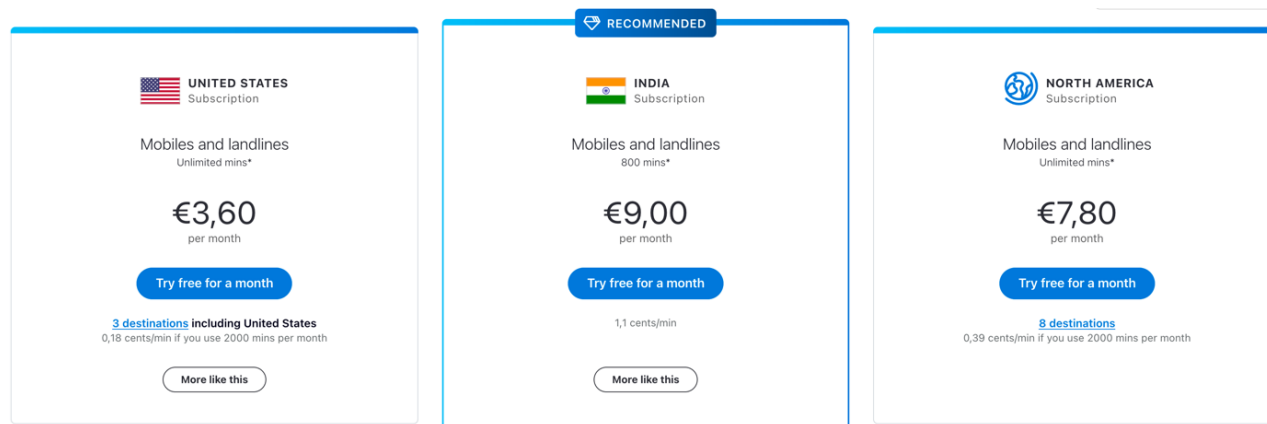 RECOMMENDED
UNITED STATES
Subscription
Mobiles and landlines
Unlimited mins*
€3,60
per month
Try free for a month
3 destinations including United States
0,18 cents/min if you use 2000 mins per month
More like this
INDIA
Subscription
Mobiles and landlines
800 mins*
€9,00
per month
Try free for a month
1,1 cents/min
More like this
NORTH AMERICA
Subscription
Mobiles and landlines
Unlimited mins*
€7,80
per month
Try free for a month
8 destinations
0,39 cents/min if you use 2000 mins per month